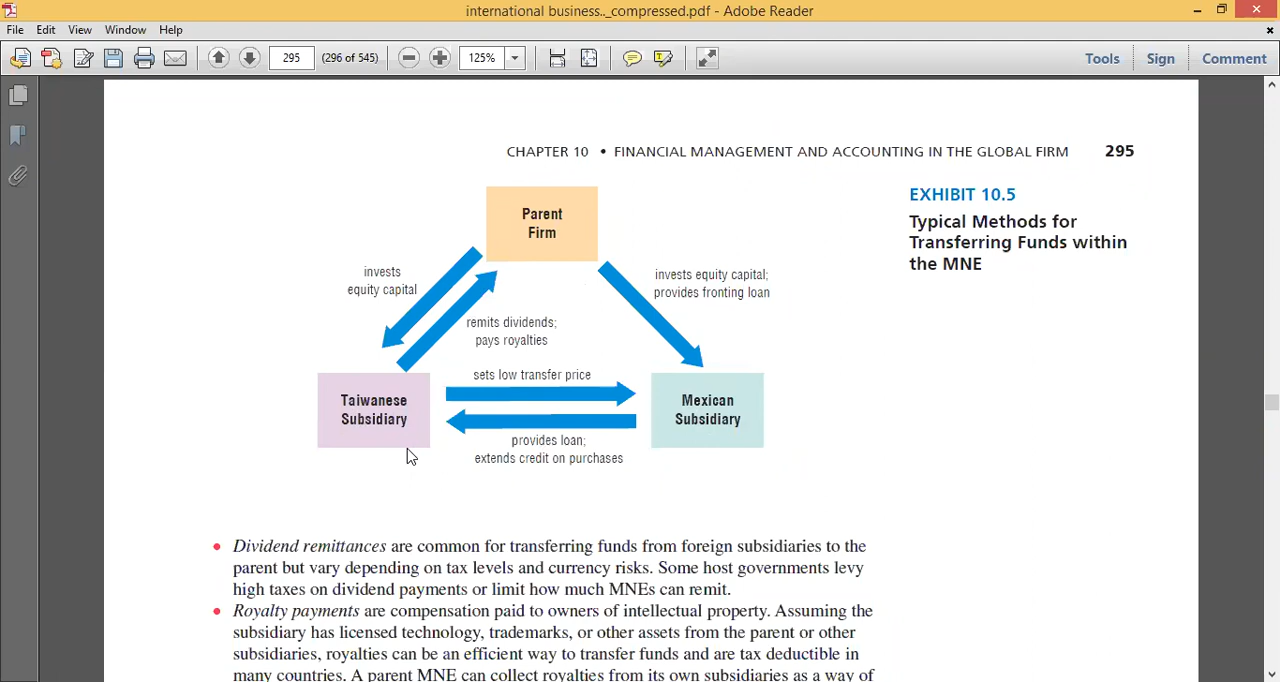 international business.._compressed.pdf - Adobe Reader
File Edit View Window Help
295 (296 of 545) 125% Tools Sign Comment
CHAPTER 10 • FINANCIAL MANAGEMENT AND ACCOUNTING IN THE GLOBAL FIRM 295
EXHIBIT 10.5
Typical Methods for
Transferring Funds within
the MNE
Parent
Firm
invests
equity capital
invests equity capital;
provides fronting loan
remits dividends;
pays royalties
sets low transfer price
Taiwanese
Subsidiary
Mexican
Subsidiary
provides loan;
extends credit on purchases
• Dividend remittances are common for transferring funds from foreign subsidiaries to the
parent but vary depending on tax levels and currency risks. Some host governments levy
high taxes on dividend payments or limit how much MNEs can remit.
• Royalty payments are compensation paid to owners of intellectual property. Assuming the
subsidiary has licensed technology, trademarks, or other assets from the parent or other
subsidiaries, royalties can be an efficient way to transfer funds and are tax deductible in
many countries. A parent MNE can collect royalties from its own subsidiaries as a way of